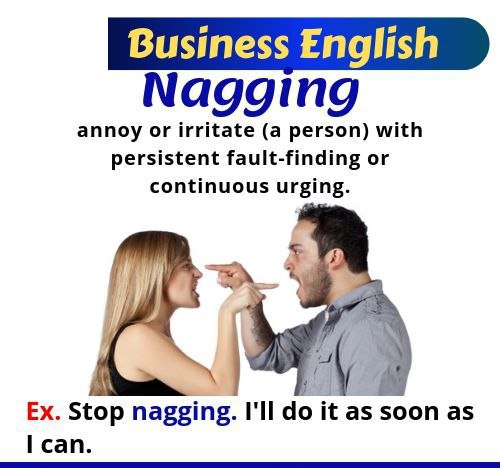 Business English
Nagging
annoy or irritate (a person) with
persistent fault-finding or
continuous urging.
Ex. Stop nagging. I'll do it as soon as
I can.